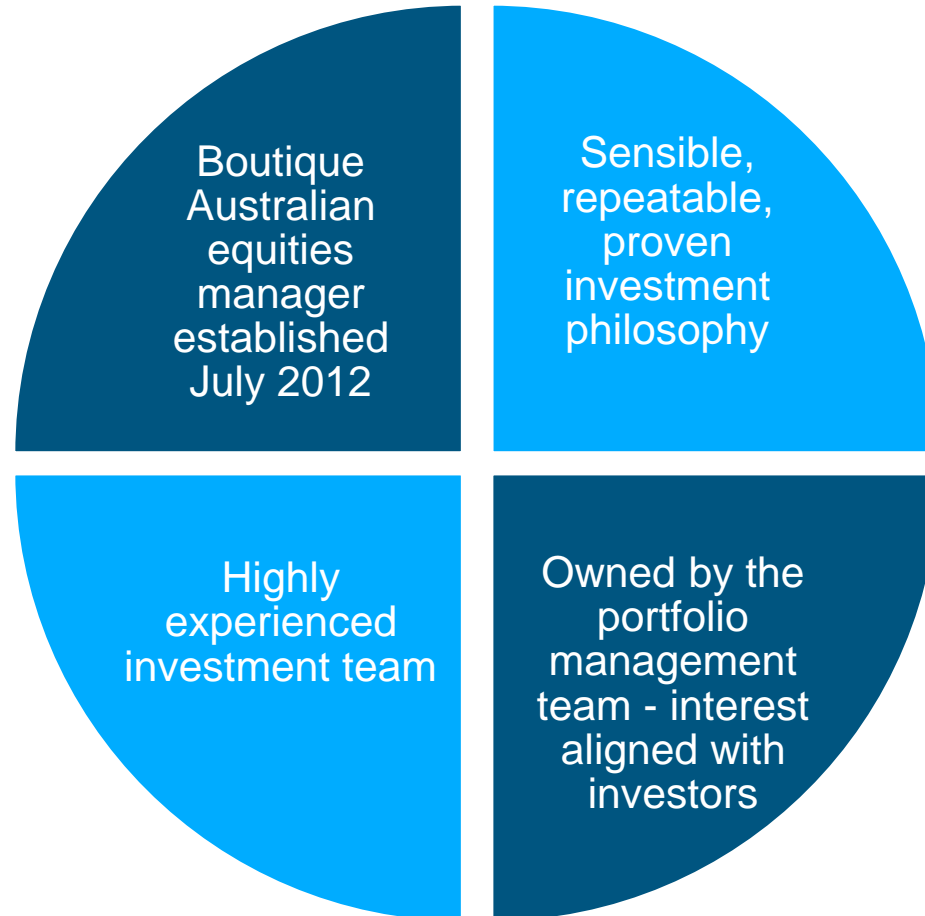 Boutique
Australian
equities
manager
established
July 2012
Sensible,
repeatable,
proven
investment
philosophy
Highly
experienced
investment team
Owned by the
portfolio
management
team - interest
aligned with
investors